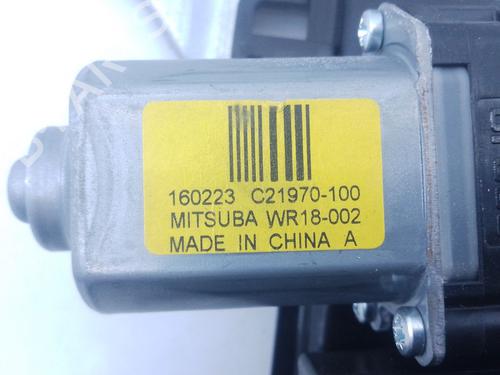 160223 C21970-100
MITSUBA WR18-002
MADE IN CHINA A